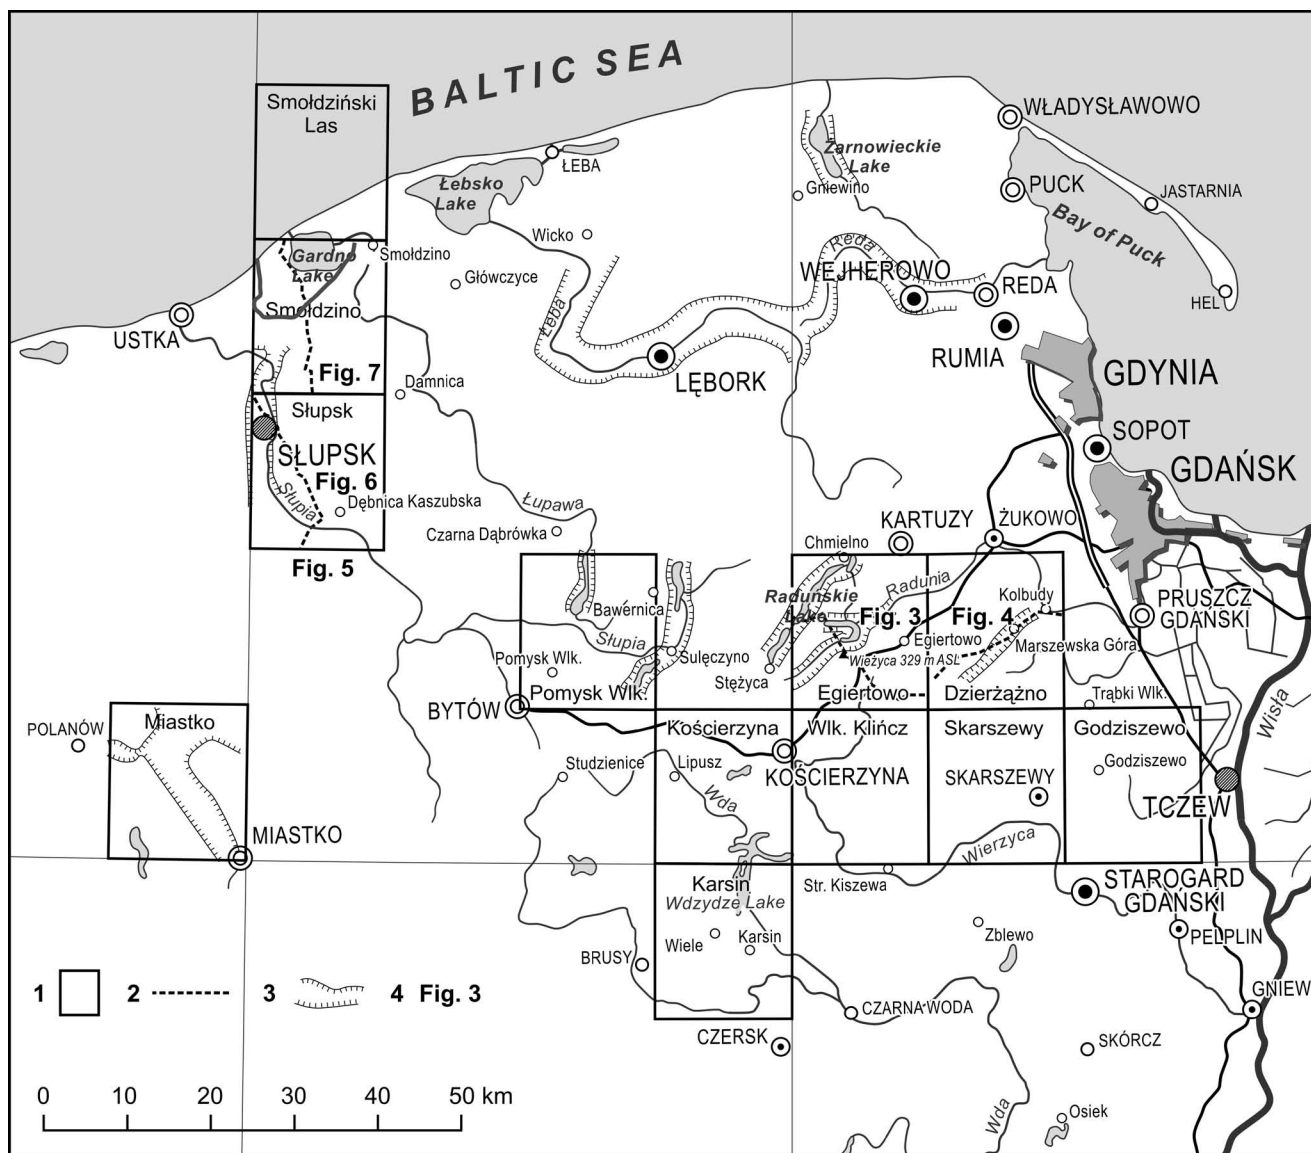 BALTIC SEA
Smołdziński
Las
WŁADYSŁAWOWO
ŁEBA
Żarnowieckie
Lake
Łebsko
Lake
Gniewino
PUCK
JASTARNIA
Bay of Puck
Wicko
Reda
Smołdzino
Gardno
Lake
Główczyce
WEJHEROWO
REDA
HEL
Smołdzino
USTKA
Łeba
RUMIA
Fig. 7
LĘBORK
GDYNIA
Damnica
Słupsk
SŁUPSK
SOPOT
GDAŃSK
Fig. 6
Słupia
Dębnica Kaszubska
Łupawa
Czarna Dąbrówka
KARTUZY
ŻUKOWO
Fig. 5
Chmielno
Radunia
Raduńskie
Lake
Kolbudy
PRUSZCZ
GDAŃSKI
Bawernica
Fig. 3
Fig. 4
Słupia
Egiertowo
Marszewska Góra
Pomysk Wlk.
Sulęczyno
Wieżyca 329 m ASL
Stężyca
Pomysk Wlk.
Egiertowo
Dzierżążno
Trąbki Wlk.
BYTÓW
Wisła
Miastko
POLANÓW
Kościerzyna
Wlk. Klińcz
Skarszewy
Godziszewo
Studzienice
Lipusz
KOŚCIERZYNA
Godziszewo
SKARSZEWY
Wda
TCZEW
MIASTKO
Wierzyca
Karsin
Str. Kiszewa
STAROGARD
GDAŃSKI
Wdzydze Lake
Wiele
Karsin
Zblewo
PELPLIN
BRUSY
1
2
3
4 Fig. 3
GNIEW
CZARNA WODA
CZERSK
SKÓRCZ
0 10 20 30 40 50 km
Wda
Osiek